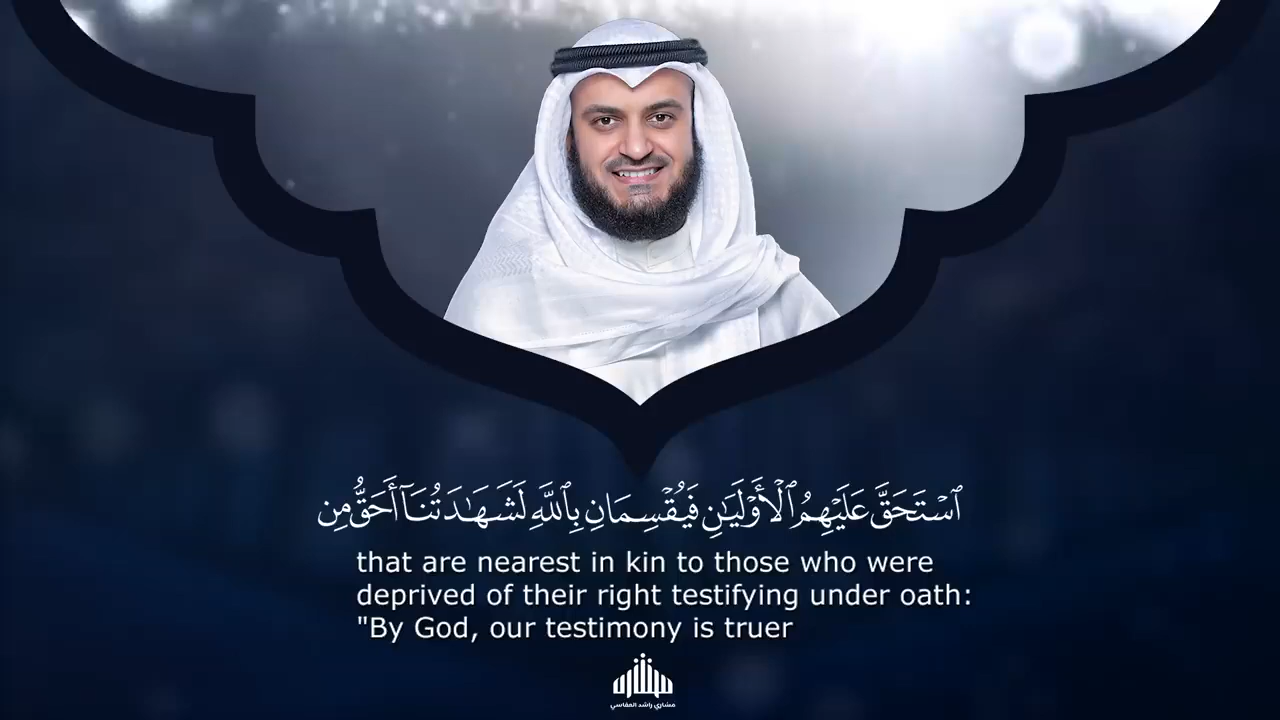 ٱسْتَحَقَّ عَلَيْهِمُ ٱلْأَوْلَيَـٰنِ فَيُقْسِمَانِ بِٱللَّهِ لَشَهَـٰدَتُنَآ أَحَقُّ مِن
that are nearest in kin to those who were
deprived of their right testifying under oath:
"By God, our testimony is truer
مشاري راشد العفاسي